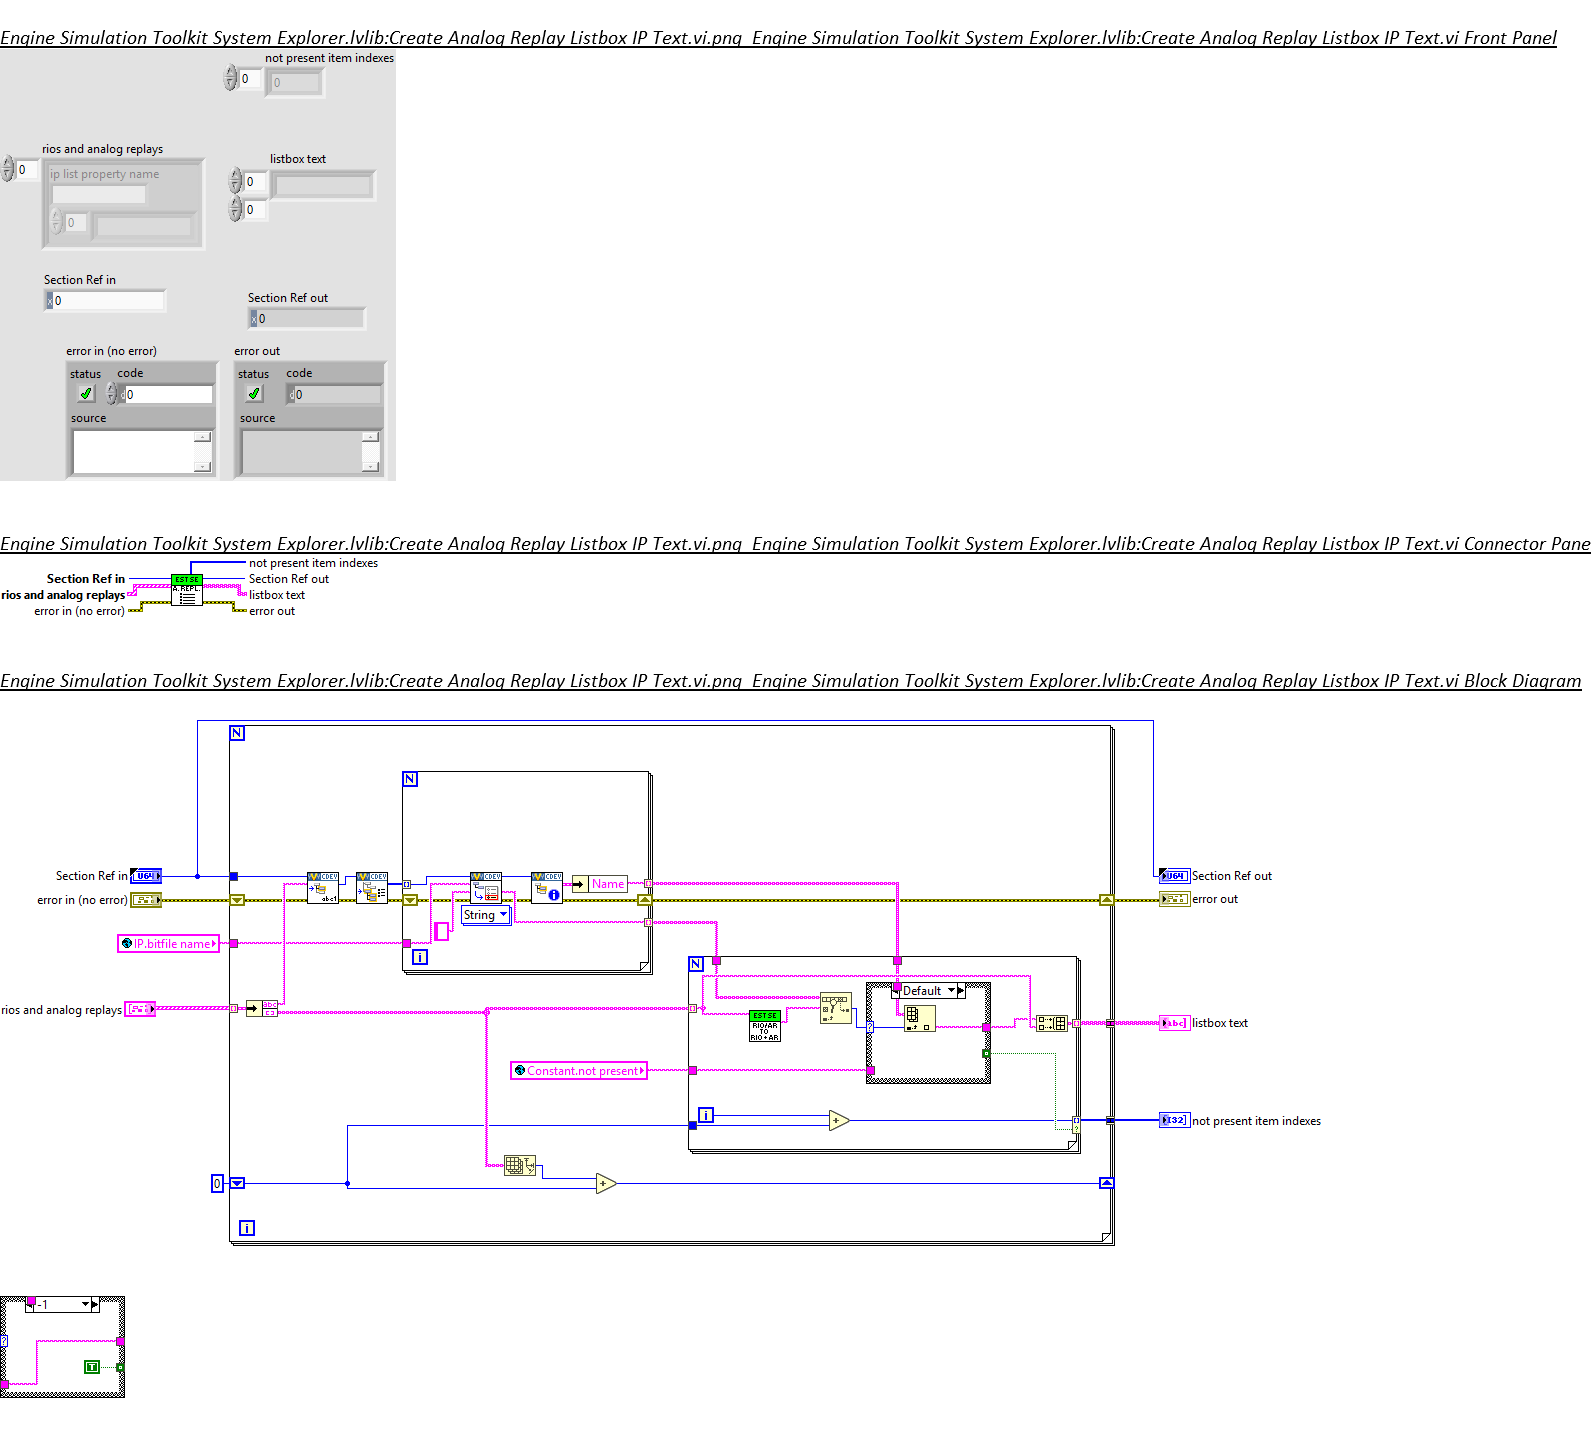 Engine Simulation Toolkit System Explorer.lvlib:Create Analog Replay Listbox IP Text.vi.png  Engine Simulation Toolkit System Explorer.lvlib:Create Analog Replay Listbox IP Text.vi Front Panel
not present item indexes
0
0
rios and analog replays
0
ip list property name
0
listbox text
0
0
Section Ref in
x 0
Section Ref out
x 0
error in (no error)
status code
d 0
source
error out
status code
d 0
source
Engine Simulation Toolkit System Explorer.lvlib:Create Analog Replay Listbox IP Text.vi.png  Engine Simulation Toolkit System Explorer.lvlib:Create Analog Replay Listbox IP Text.vi Connector Pane
not present item indexes
Section Ref in
EST.SE
Section Ref out
rios and analog replays
A. REPL.
listbox text
error in (no error)
error out
Engine Simulation Toolkit System Explorer.lvlib:Create Analog Replay Listbox IP Text.vi.png  Engine Simulation Toolkit System Explorer.lvlib:Create Analog Replay Listbox IP Text.vi Block Diagram
N
N
Section Ref in
U64
CDEV
abc1
CDEV
CDEV
CDEV
Name
U64
Section Ref out
error in (no error)
error out
String
IP.bitfile name
i
N
Default
rios and analog replays
abc
EST.SE
RIO/AR
TO
RIO+AR
abc
listbox text
Constant.not present
i
+
I32
not present item indexes
+
0
i
-1
T